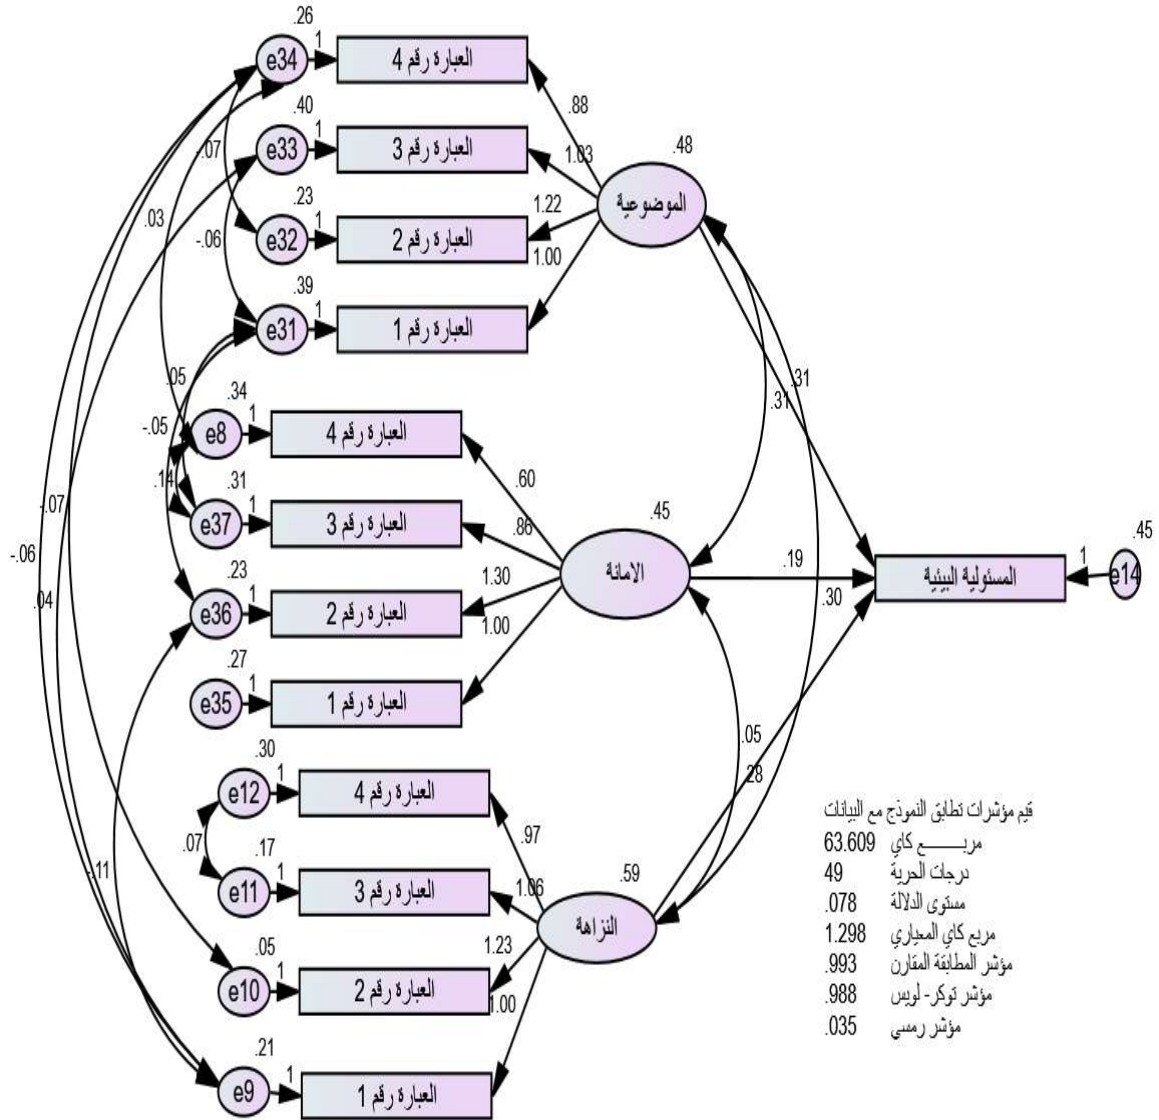 .26
e34 1 العبارة رقم 4
.88
.40
e33 1 العبارة رقم 3
1.03
-.07
.48
الموضوعية
.23
e32 1 العبارة رقم 2
1.22
.03
-.06
1.00
.39
e31 1 العبارة رقم 1
.05
.31
.31
.34
e8 1 العبارة رقم 4
-.05
.60
.14
.31
e37 1 العبارة رقم 3
.86
.45
الامانة
-.07
-.06
.23
e36 1 العبارة رقم 2
1.30
.19
المسئولية البيئية
1
.45
e14
.04
.30
1.00
.27
e35 1 العبارة رقم 1
.05
.28
.30
e12 1 العبارة رقم 4
.97
.07
-.11
.17
e11 1 العبارة رقم 3
1.06
.59
النزاهة
.05
e10 1 العبارة رقم 2
1.23
1.00
.21
e9 1 العبارة رقم 1
قيم مؤشرات تطابق النموذج مع البيانات
مربـــــع كاي 63.609
درجات الحرية 49
مستوى الدلالة .078
مربع كاي المعياري 1.298
مؤشر المطابقة المقارن .993
مؤشر توكر- لويس .988
مؤشر رمسي .035